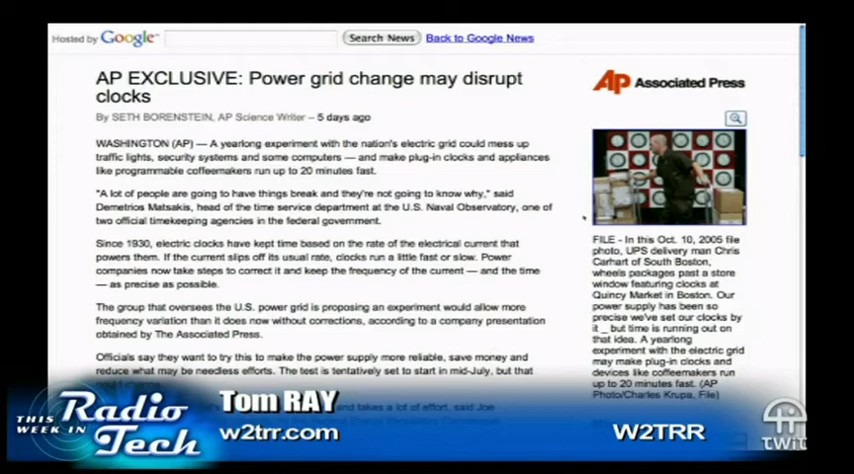 Hosted by Google™ Search News Back to Google News
AP EXCLUSIVE: Power grid change may disrupt
clocks
By SETH BORENSTEIN, AP Science Writer – 5 days ago
WASHINGTON (AP) — A yearlong experiment with the nation's electric grid could mess up
traffic lights, security systems and some computers — and make plug-in clocks and appliances
like programmable coffeemakers run up to 20 minutes fast.
"A lot of people are going to have things break and they're not going to know why," said
Demetrios Matsakis, head of the time service department at the U.S. Naval Observatory, one of
two official timekeeping agencies in the federal government.
Since 1930, electric clocks have kept time based on the rate of the electrical current that
powers them. If the current slips off its usual rate, clocks run a little fast or slow. Power
companies now take steps to correct it and keep the frequency of the current — and the time
— as precise as possible.
The group that oversees the U.S. power grid is proposing an experiment would allow more
frequency variation than it does now without corrections, according to a company presentation
obtained by The Associated Press.
Officials say they want to try this to make the power supply more reliable, save money and
reduce what may be needless efforts. The test is tentatively set to start in mid-July, but that
and takes a lot of effort, said Joe
AP Associated Press
FILE - In this Oct. 10, 2005 file
photo, UPS delivery man Chris
Carhart of South Boston,
wheels packages past a store
window featuring clocks at
Quincy Market in Boston. Our
power supply has been so
precise we've set our clocks by
it _ but time is running out on
that idea. A yearlong
experiment with the electric grid
may make plug-in clocks and
devices like coffeemakers run
up to 20 minutes fast. (AP
Photo/Charles Krupa, File)
THIS
WEEK IN
Radio
Tech
Tom RAY
w2trr.com
W2TRR
TWiT